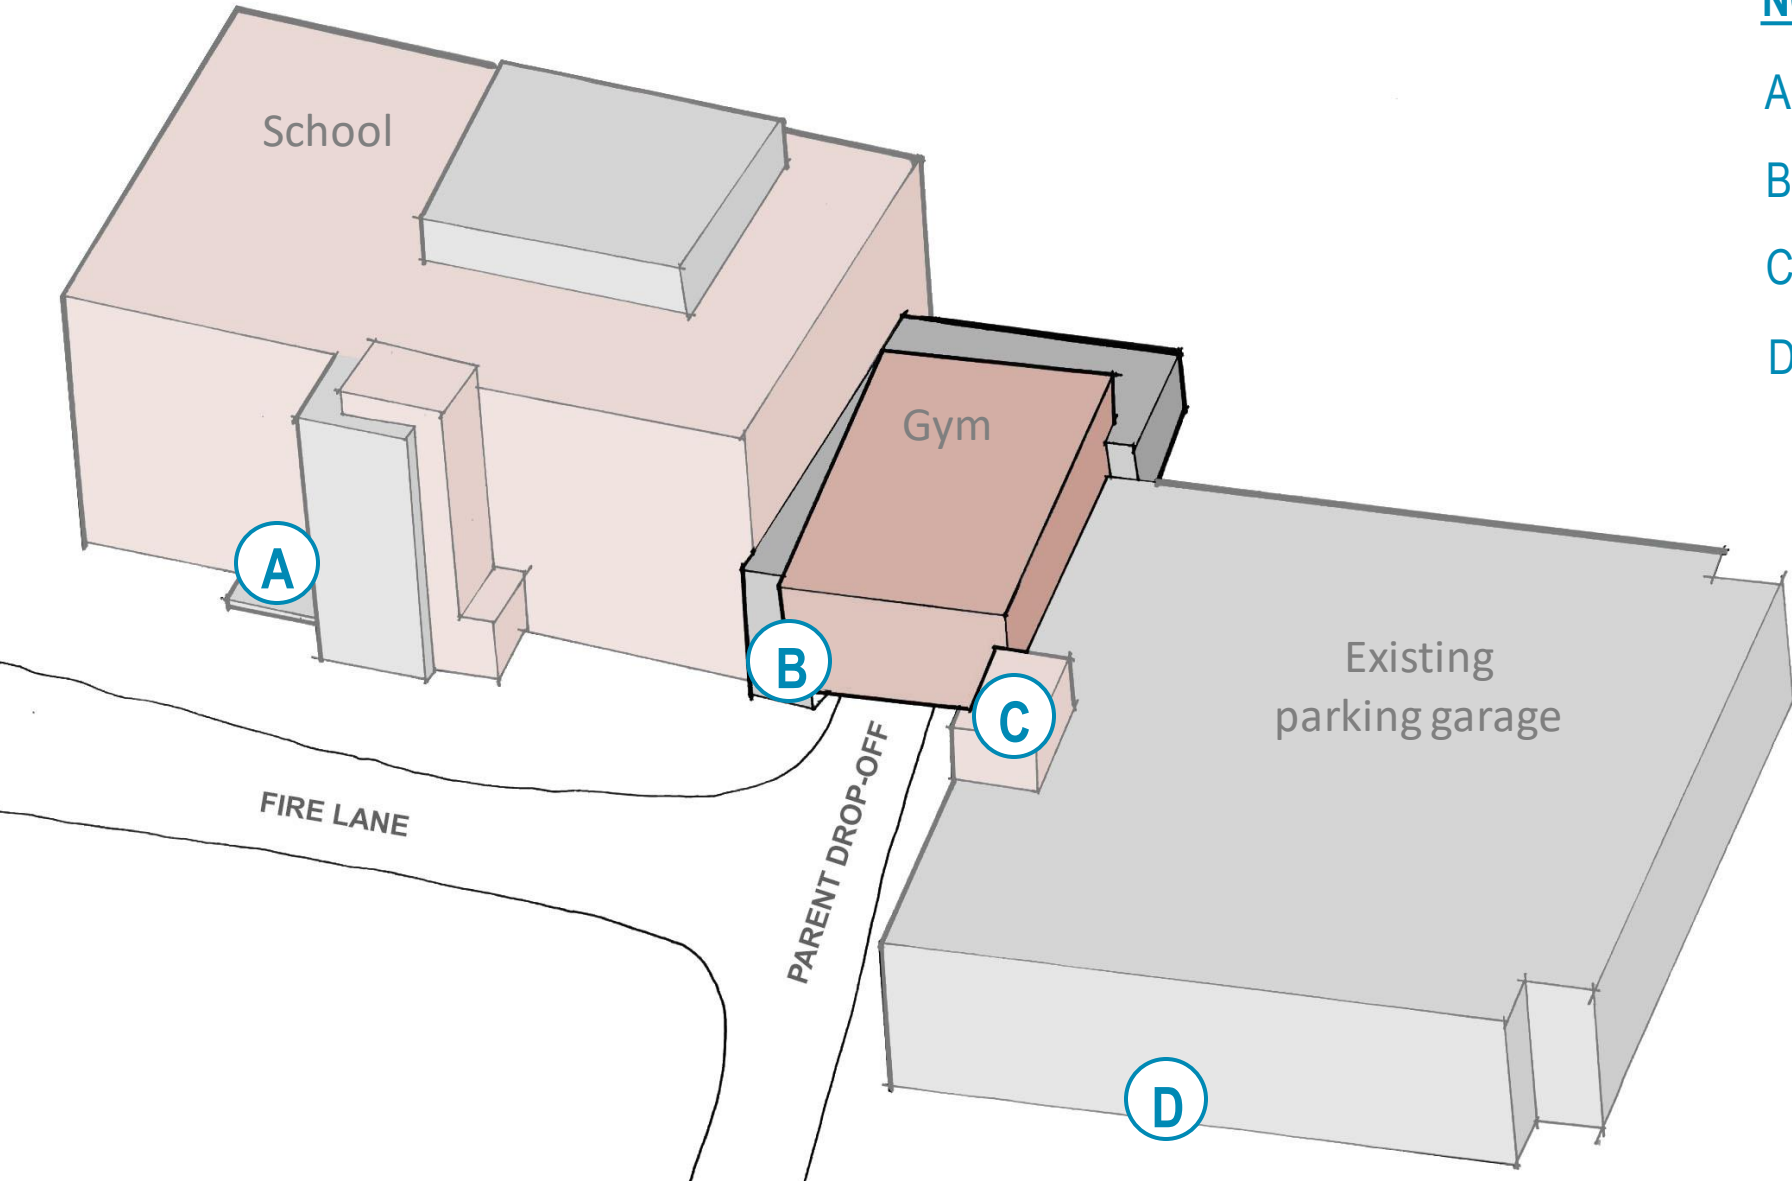 School
Gym
Existing
parking garage
FIRE LANE
PARENT DROP-OFF
A
B
C
D
A
B
C
D